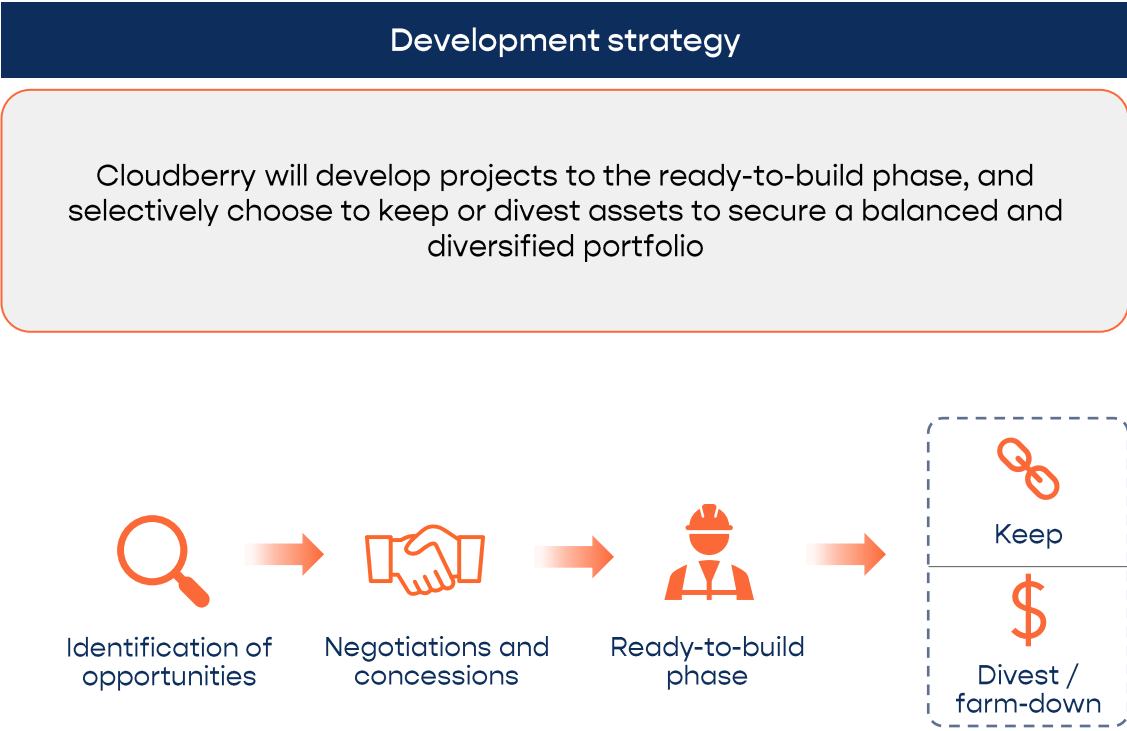 Development strategy
Cloudberry will develop projects to the ready-to-build phase, and
selectively choose to keep or divest assets to secure a balanced and
diversified portfolio
Identification of
opportunities
Negotiations and
concessions
Ready-to-build
phase
Keep
Divest /
farm-down